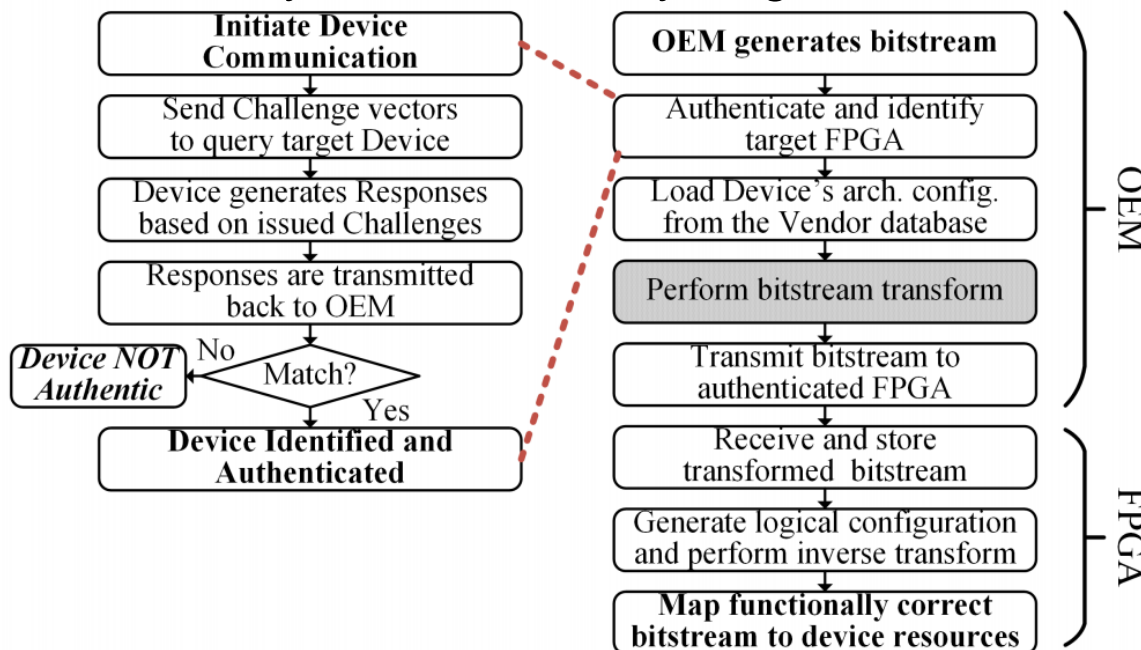 Initiate Device
Communication
Send Challenge vectors
to query target Device
Device generates Responses
based on issued Challenges
Responses are transmitted
back to OEM
Match?
No
Device NOT
Authentic
Yes
Device Identified and
Authenticated
OEM generates bitstream
Authenticate and identify
target FPGA
Load Device's arch. config.
from the Vendor database
Perform bitstream transform
Transmit bitstream to
authenticated FPGA
Receive and store
transformed bitstream
Generate logical configuration
and perform inverse transform
Map functionally correct
bitstream to device resources
OEM
FPGA